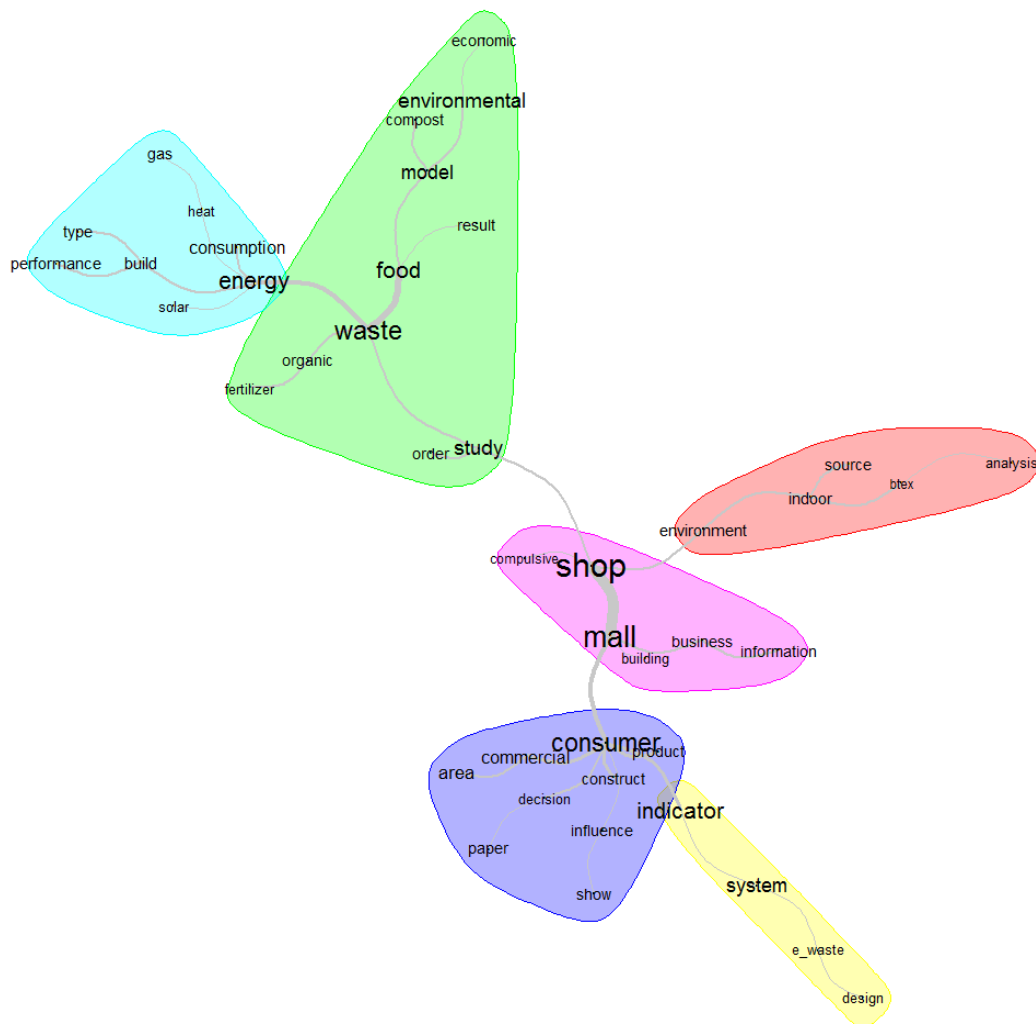 economic
environmental
compost
gas
model
heat
result
type
consumption
performance
build
food
energy
solar
waste
organic
fertilizer
order
study
source
analysis
btex
indoor
environment
compulsive
shop
mall
business
building
information
consumer
product
commercial
area
construct
decision
indicator
influence
paper
system
show
e_waste
design